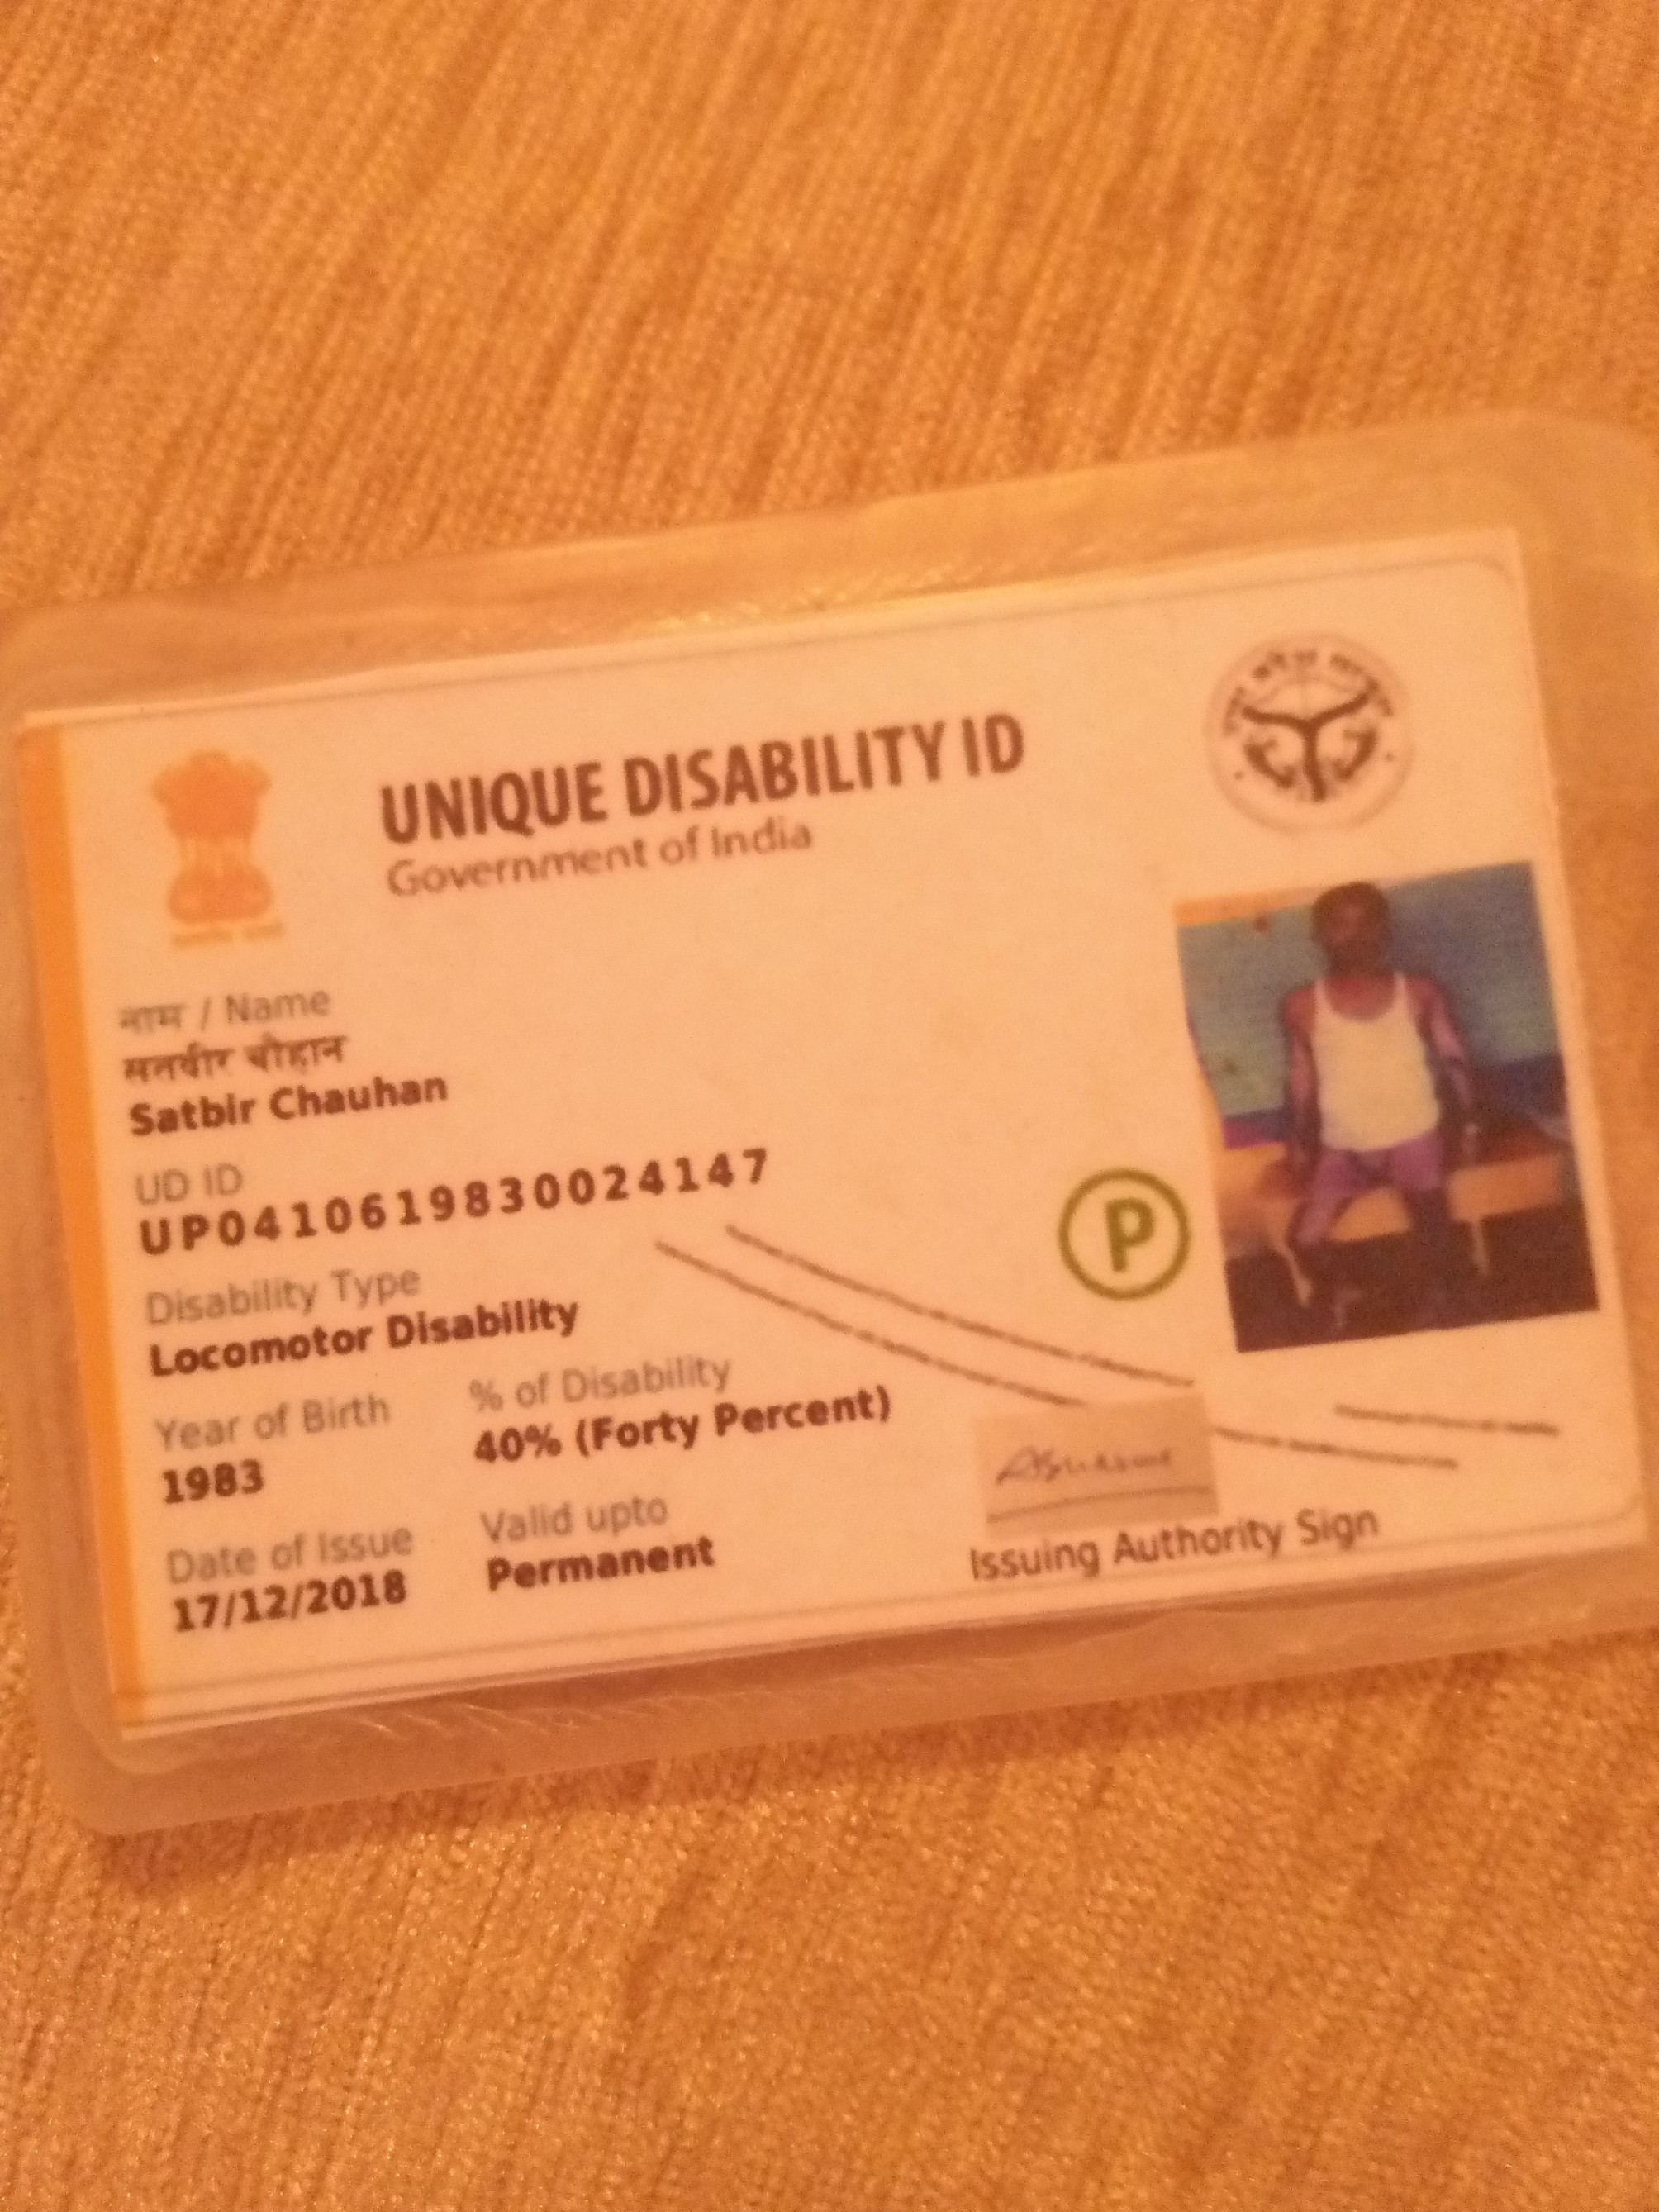 UNIQUE DISABILITY ID
Government of India
नाम / Name
सतवीर चौहान
Satbir Chauhan
UD ID
UP0410619830024147
Disability Type
Locomotor Disability
Year of Birth
1983
% of Disability
40% (Forty Percent)
Date of Issue
17/12/2018
Valid upto
Permanent
P
Issuing Authority Sign